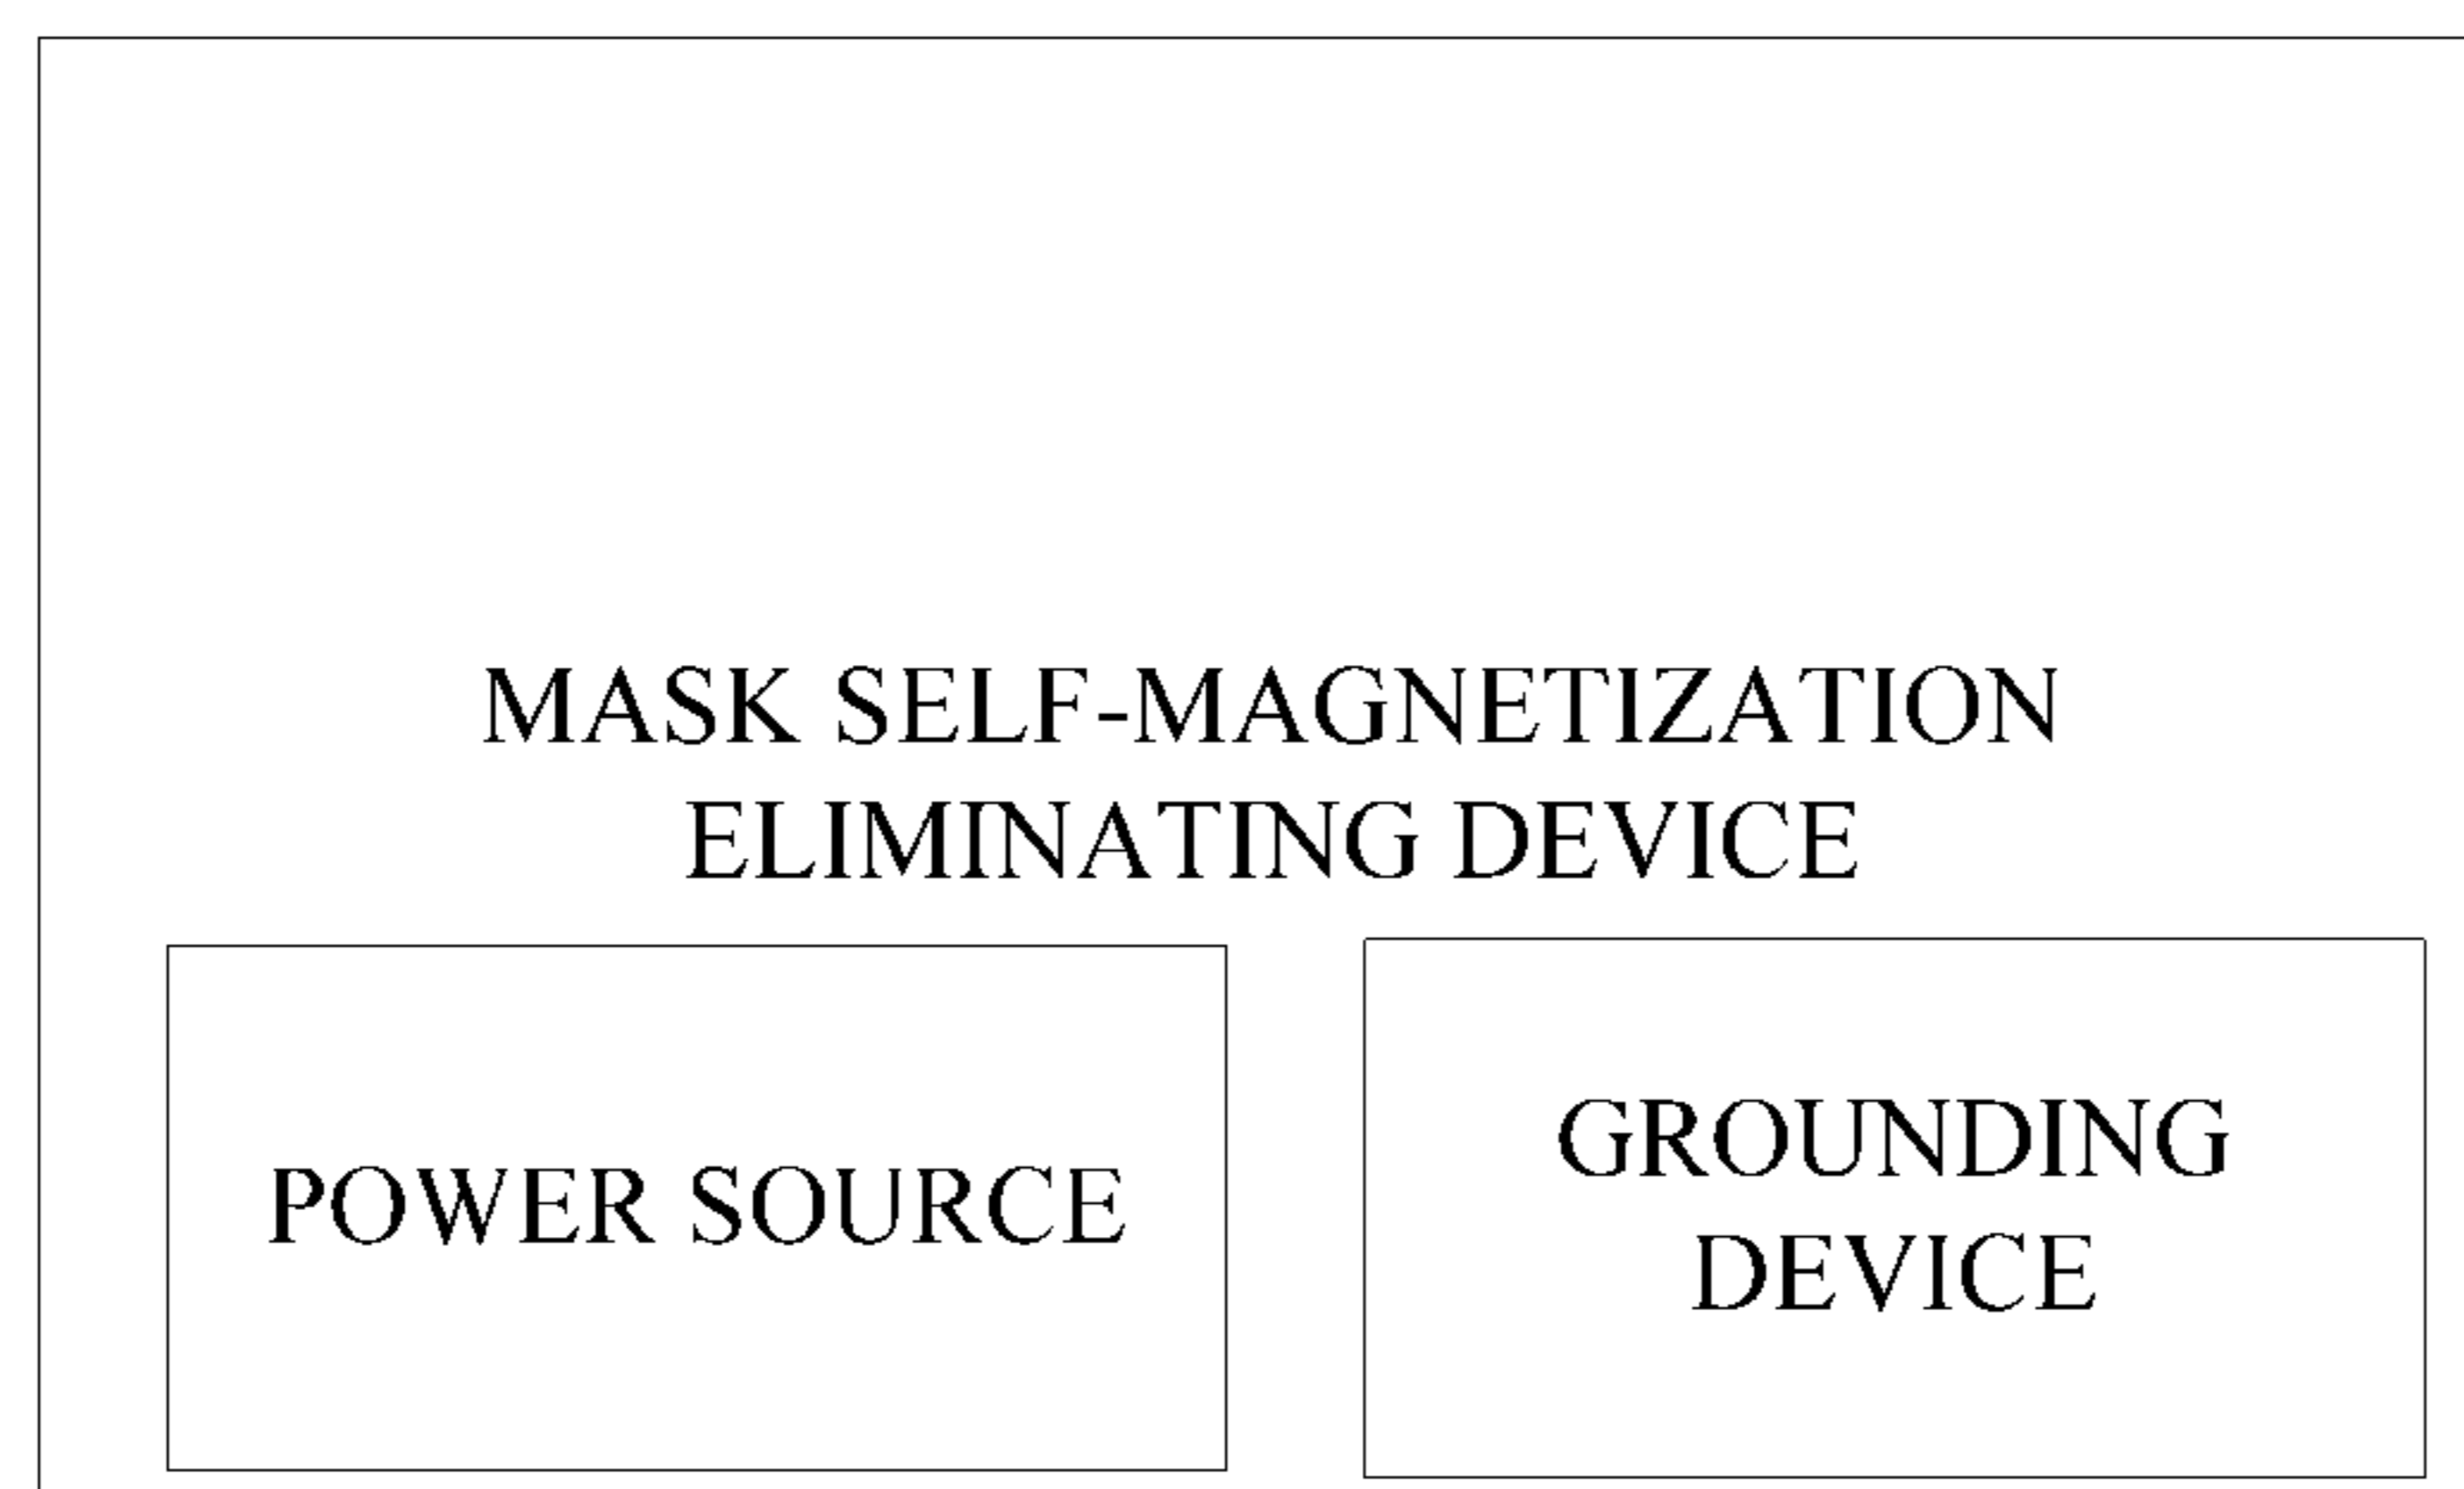 MASK SELF-MAGNETIZATION
ELIMINATING DEVICE
POWER SOURCE
GROUNDING
DEVICE